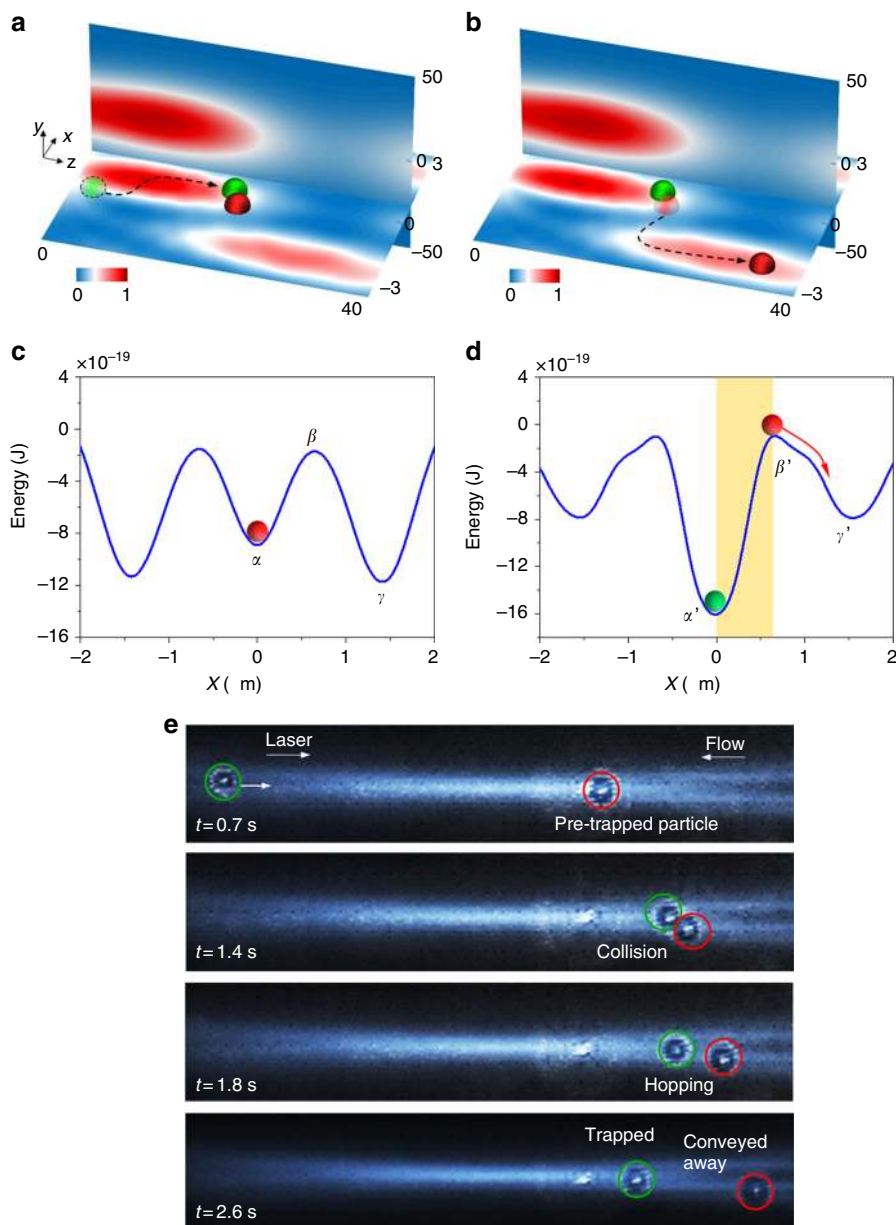 a
b
y
x
z
50
0 3
0
−50
−3
0
40
0 1
50
0 3
0
−50
−3
0
40
0 1
c
d
×10−19
4
0
−4
−8
−12
−16
Energy (J)
β
α
γ
−2 −1 0 1 2
X ( m)
×10−19
4
0
−4
−8
−12
−16
Energy (J)
β’
γ’
α’
−2 −1 0 1 2
X ( m)
e
Laser
Flow
Pre-trapped particle
t = 0.7 s
Collision
t = 1.4 s
Hopping
t = 1.8 s
Trapped
Conveyed
away
t = 2.6 s